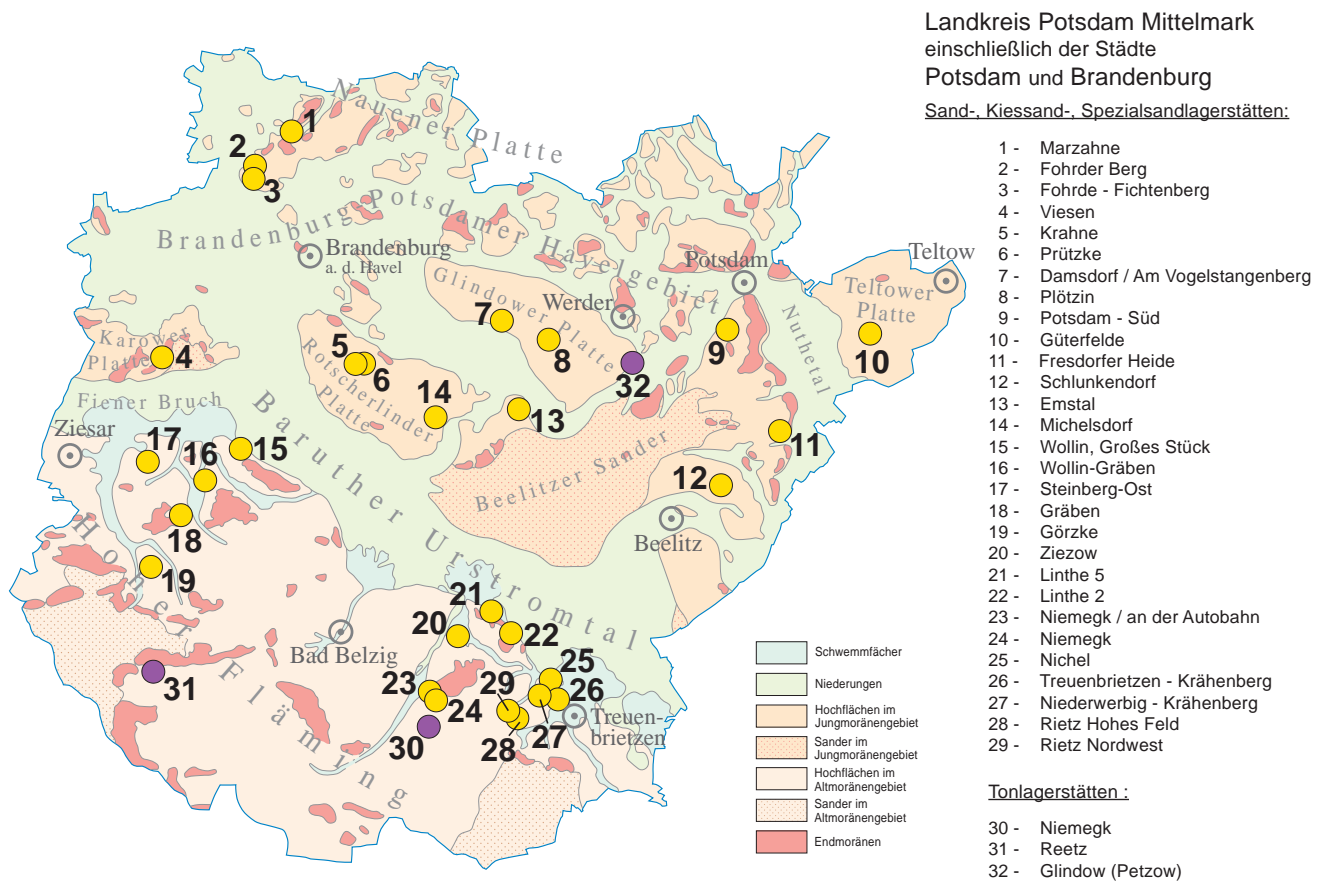 Landkreis Potsdam Mittelmark
einschließlich der Städte
Potsdam und Brandenburg
Sand-, Kiessand-, Spezialsandlagerstätten:
1 - Marzahne
2 - Fohrder Berg
3 - Fohrde - Fichtenberg
4 - Viesen
5 - Krahne
6 - Prützke
7 - Damsdorf / Am Vogelstangenberg
8 - Plötzin
9 - Potsdam - Süd
10 - Güterfelde
11 - Fresdorfer Heide
12 - Schlunkendorf
13 - Emstal
14 - Michelsdorf
15 - Wollin, Großes Stück
16 - Wollin-Gräben
17 - Steinberg-Ost
18 - Gräben
19 - Görzke
20 - Ziezow
21 - Linthe 5
22 - Linthe 2
23 - Niemegk / an der Autobahn
24 - Niemegk
25 - Nichel
26 - Treuenbrietzen - Krähenberg
27 - Niederwerbig - Krähenberg
28 - Rietz Hohes Feld
29 - Rietz Nordwest
Tonlagerstätten :
30 - Niemegk
31 - Reetz
32 - Glindow (Petzow)
Nauener Platte
1
2
3
Brandenburg-Potsdamer Havelgebiet
Brandenburg
a. d. Havel
Potsdam
Teltow
Teltower
Platte
Glindower Platte
Werder
Nuthetal
7
8
9
10
32
Karower
Platte
4
5
6
Rotscherlinder
Platte
14
13
11
Fiener Bruch
Ziesar
17
16
15
Baruther Urstromtal
Beelitzer Sander
12
Beelitz
18
19
Hoher Fläming
21
20
22
Bad Belzig
31
23
24
30
29
28
25
26
27
Treuen-
brietzen
Schwemmfächer
Niederungen
Hochflächen im
Jungmoränengebiet
Sander im
Jungmoränengebiet
Hochflächen im
Altmoränengebiet
Sander im
Altmoränengebiet
Endmoränen